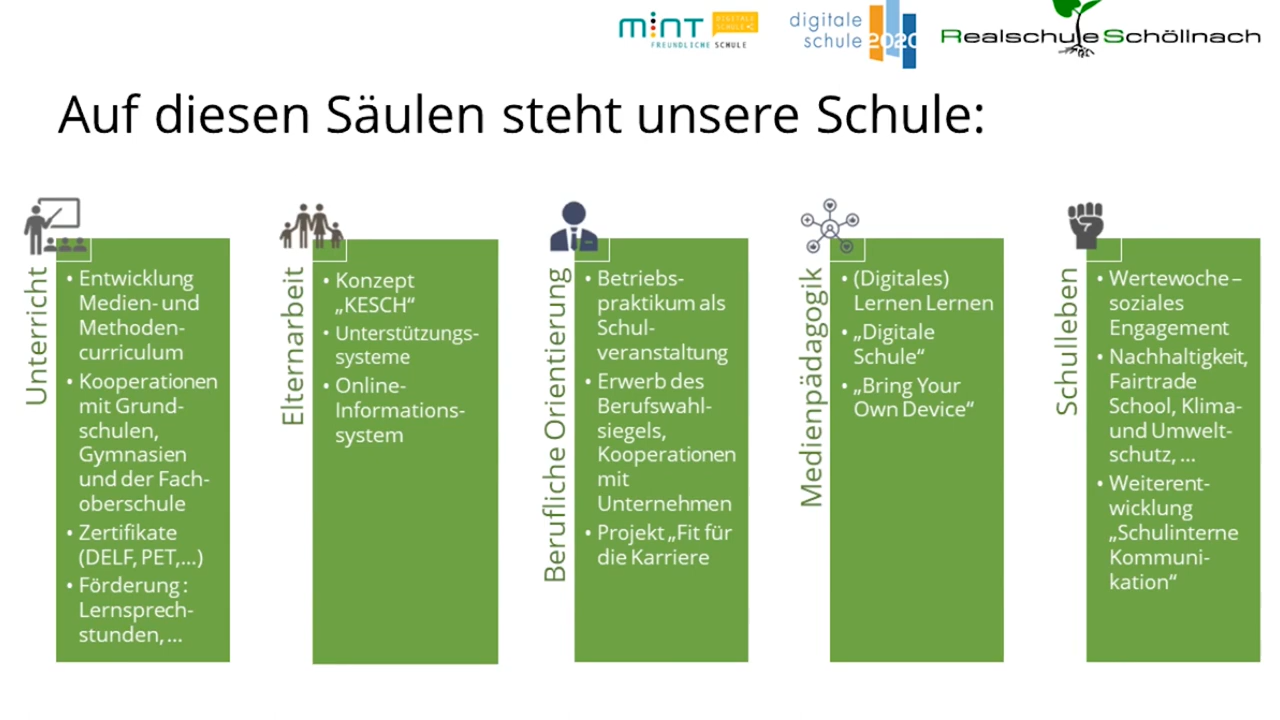 mint
DIGITALE
SCHULE
FREUNDLICHE SCHULE
digitale
schule 2020
Realschule Schöllnach
Auf diesen Säulen steht unsere Schule:
Unterricht
• Entwicklung
Medien- und
Methoden-
curriculum
• Kooperationen
mit Grund-
schulen,
Gymnasien
und der Fach-
oberschule
• Zertifikate
(DELF, PET,...)
• Förderung:
Lernsprech-
stunden, ...
Elternarbeit
• Konzept
„KESCH“
• Unterstützungs-
systeme
• Online-
Informations-
system
Berufliche Orientierung
• Betriebs-
praktikum als
Schul-
veranstaltung
• Erwerb des
Berufswahl-
siegels,
Kooperationen
mit
Unternehmen
• Projekt „Fit für
die Karriere
Medienpädagogik
• (Digitales)
Lernen Lernen
• „Digitale
Schule“
• „Bring Your
Own Device“
Schulleben
• Wertewoche –
soziales
Engagement
• Nachhaltigkeit,
Fairtrade
School, Klima-
und Umwelt-
schutz, ...
• Weiterent-
wicklung
„Schulinterne
Kommuni-
kation“